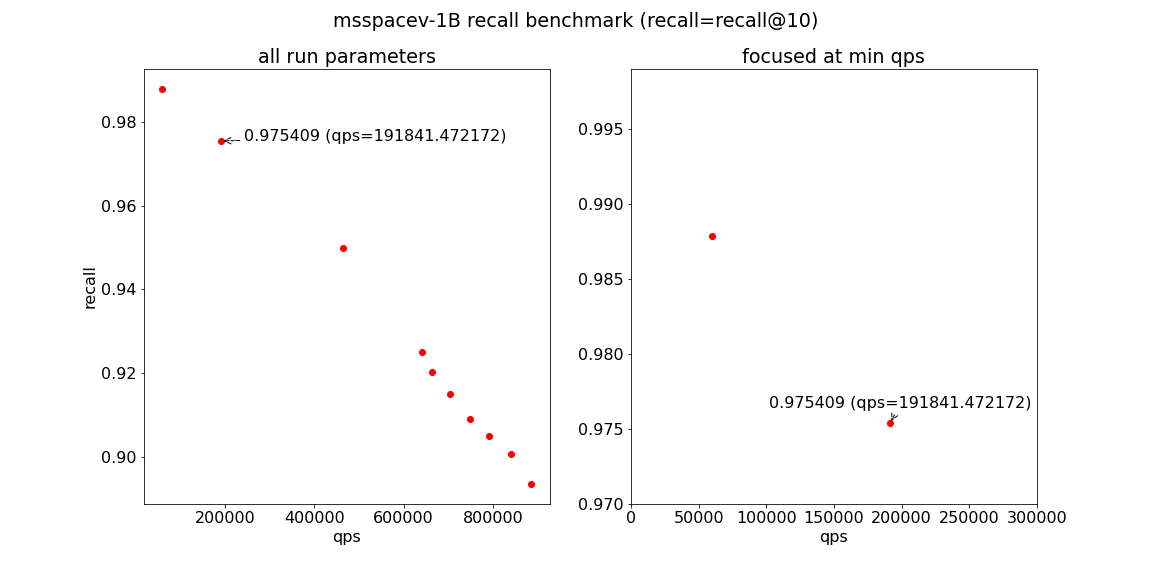 msspacev-1B recall benchmark (recall=recall@10)
all run parameters
0.98
0.96
0.94
0.92
0.90
recall
0.975409 (qps=191841.472172)
200000 400000 600000 800000
qps
focused at min qps
0.995
0.990
0.985
0.980
0.975
0.970
0.975409 (qps=191841.472172)
0 50000 100000 150000 200000 250000 300000
qps